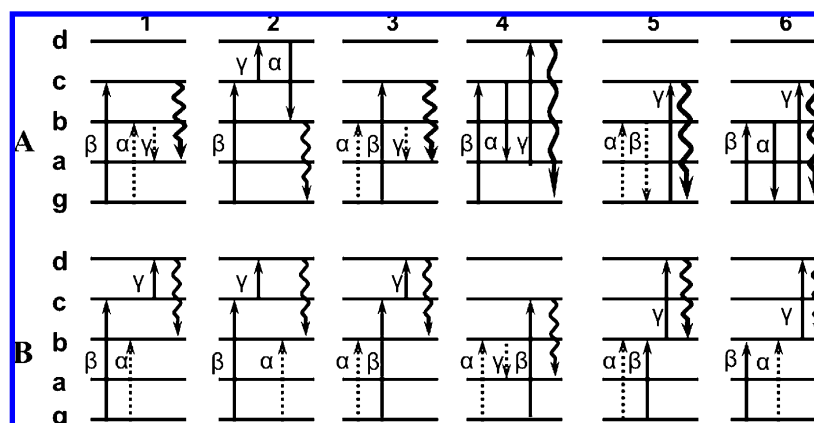 1 2 3 4 5 6
d
γ α
c
γ γ
b
A β α γ β α β γ β α γ α β β α
a
g
d
γ γ γ
c
γ γ
b
B β α β α α β α γ β α β β α
a
g